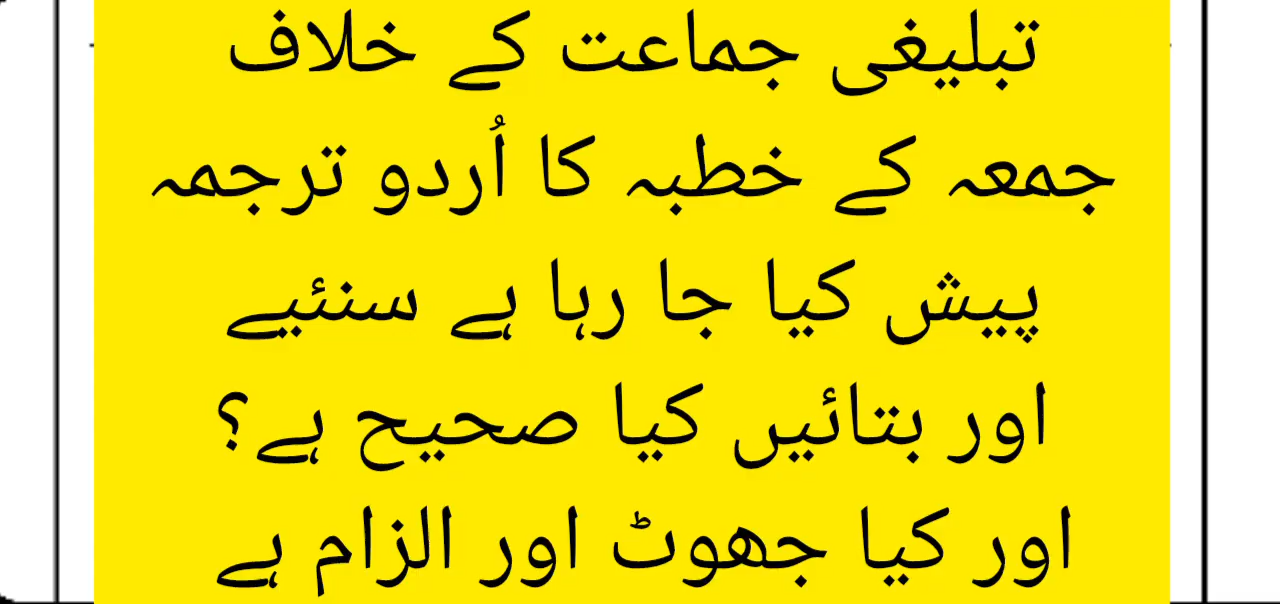 تبلیغی جماعت کے خلاف
جمعہ کے خطبہ کا اُردو ترجمہ
پیش کیا جا رہا ہے سنئیے
اور بتائیں کیا صحیح ہے؟
اور کیا جھوٹ اور الزام ہے